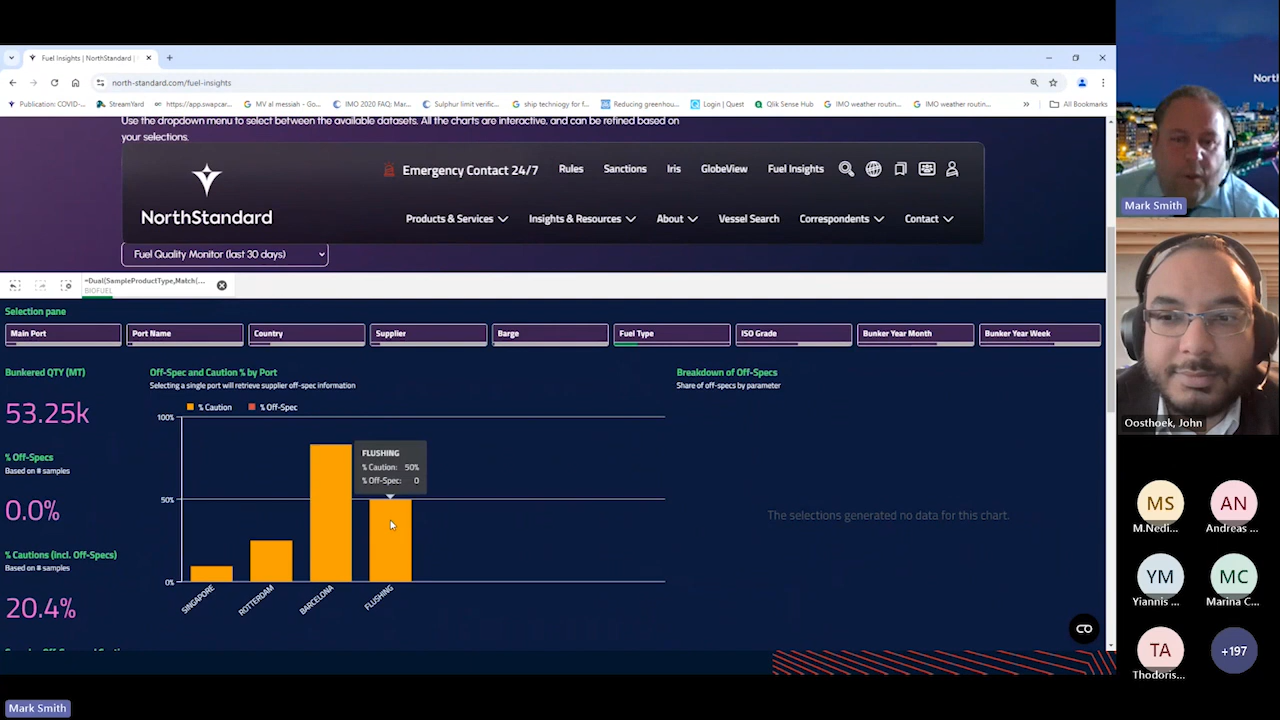 Fuel Insights | NorthStandard |
north-standard.com/fuel-insights
Publication: COVID-...
StreamYard
https://app.swapcar...
MV al messiah - Go...
IMO 2020 FAQ; Mar...
Sulphur limit verific...
ship technlogy for f...
Reducing greenhou...
Login | Quest
Qlik Sense Hub
IMO weather routin...
IMO weather routin...
All Bookmarks
Use the dropdown menu to select between the available datasets. All the charts are interactive, and can be refined based on
your selections.
NorthStandard
Emergency Contact 24/7
Rules
Sanctions
Iris
GlobeView
Fuel Insights
Products & Services
Insights & Resources
About
Vessel Search
Correspondents
Contact
Fuel Quality Monitor (last 30 days)
=Dual(SampleProductType,Match(...
BIOFUEL
Selection pane
Main Port
Port Name
Country
Supplier
Barge
Fuel Type
ISO Grade
Bunker Year Month
Bunker Year Week
Bunkered QTY (MT)
53.25k
% Off-Specs
Based on # samples
0.0%
% Cautions (incl. Off-Specs)
Based on # samples
20.4%
Off-Spec and Caution % by Port
Selecting a single port will retrieve supplier off-spec information
% Caution
% Off-Spec
100%
50%
0%
FLUSHING
% Caution: 50%
% Off-Spec: 0
SINGAPORE
ROTTERDAM
BARCELONA
FLUSHING
Breakdown of Off-Specs
Share of off-specs by parameter
The selections generated no data for this chart.
North
Mark Smith
Oosthoek, John
MS
M.Nedi...
AN
Andreas ...
YM
Yiannis ...
MC
Marina C...
TA
Thodoris...
+197
Mark Smith